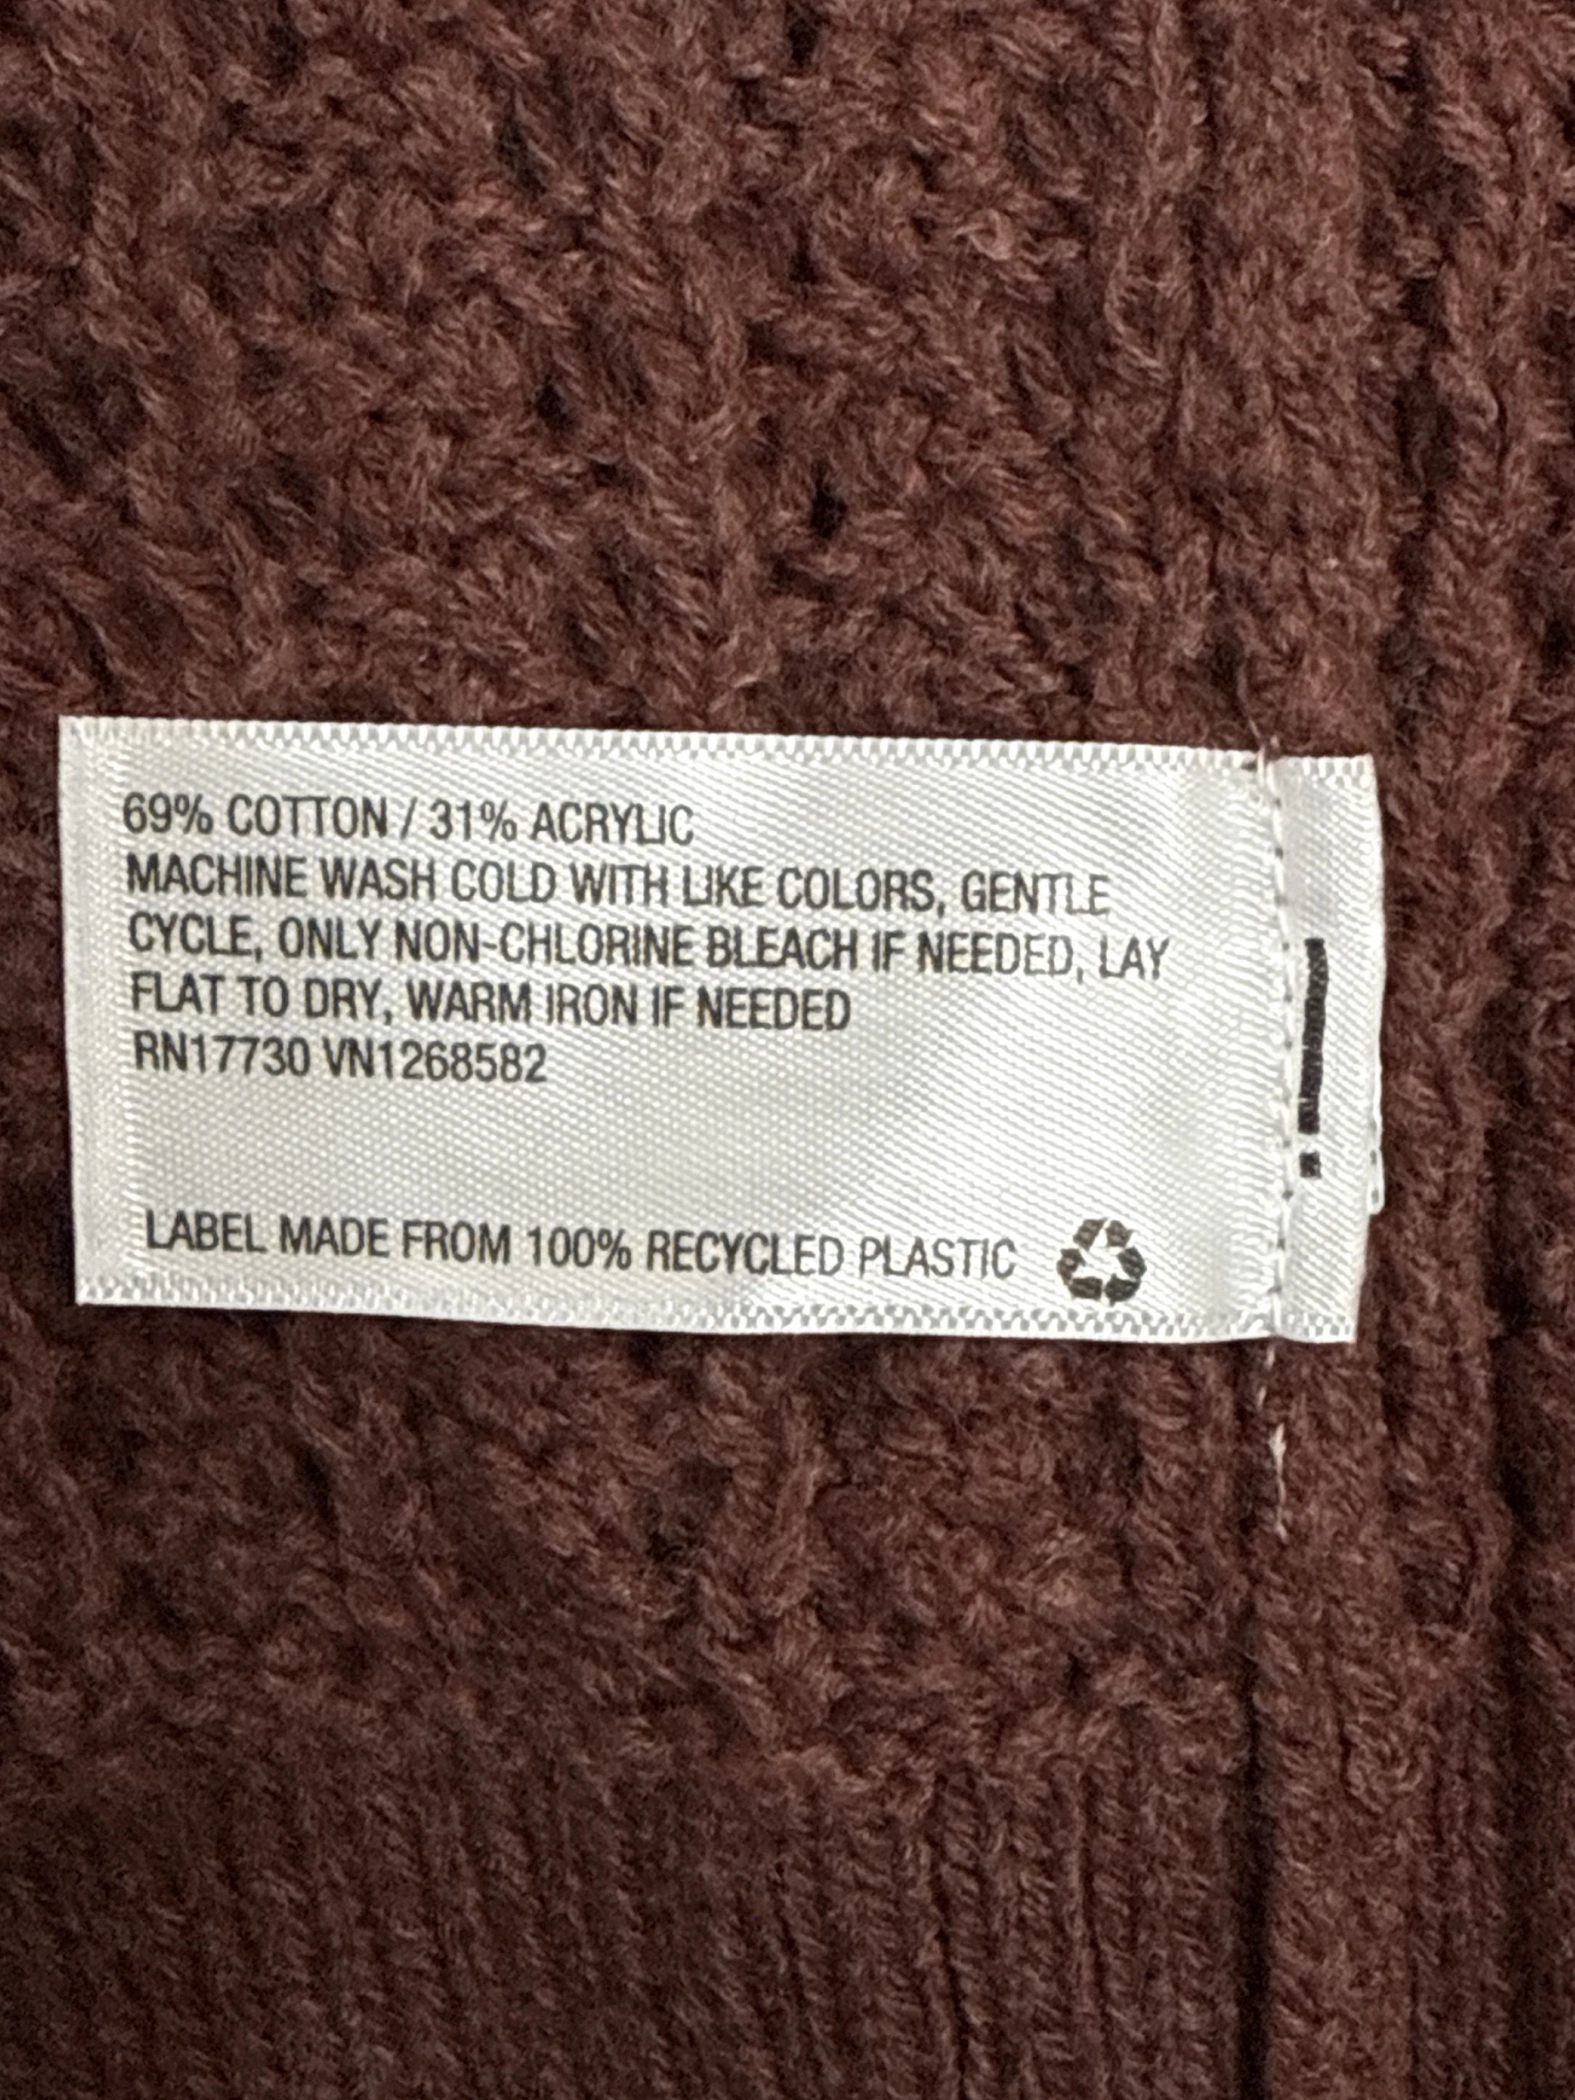 69% COTTON / 31% ACRYLIC
MACHINE WASH COLD WITH LIKE COLORS, GENTLE
CYCLE, ONLY NON-CHLORINE BLEACH IF NEEDED, LAY
FLAT TO DRY, WARM IRON IF NEEDED
RN17730 VN1268582
LABEL MADE FROM 100% RECYCLED PLASTIC